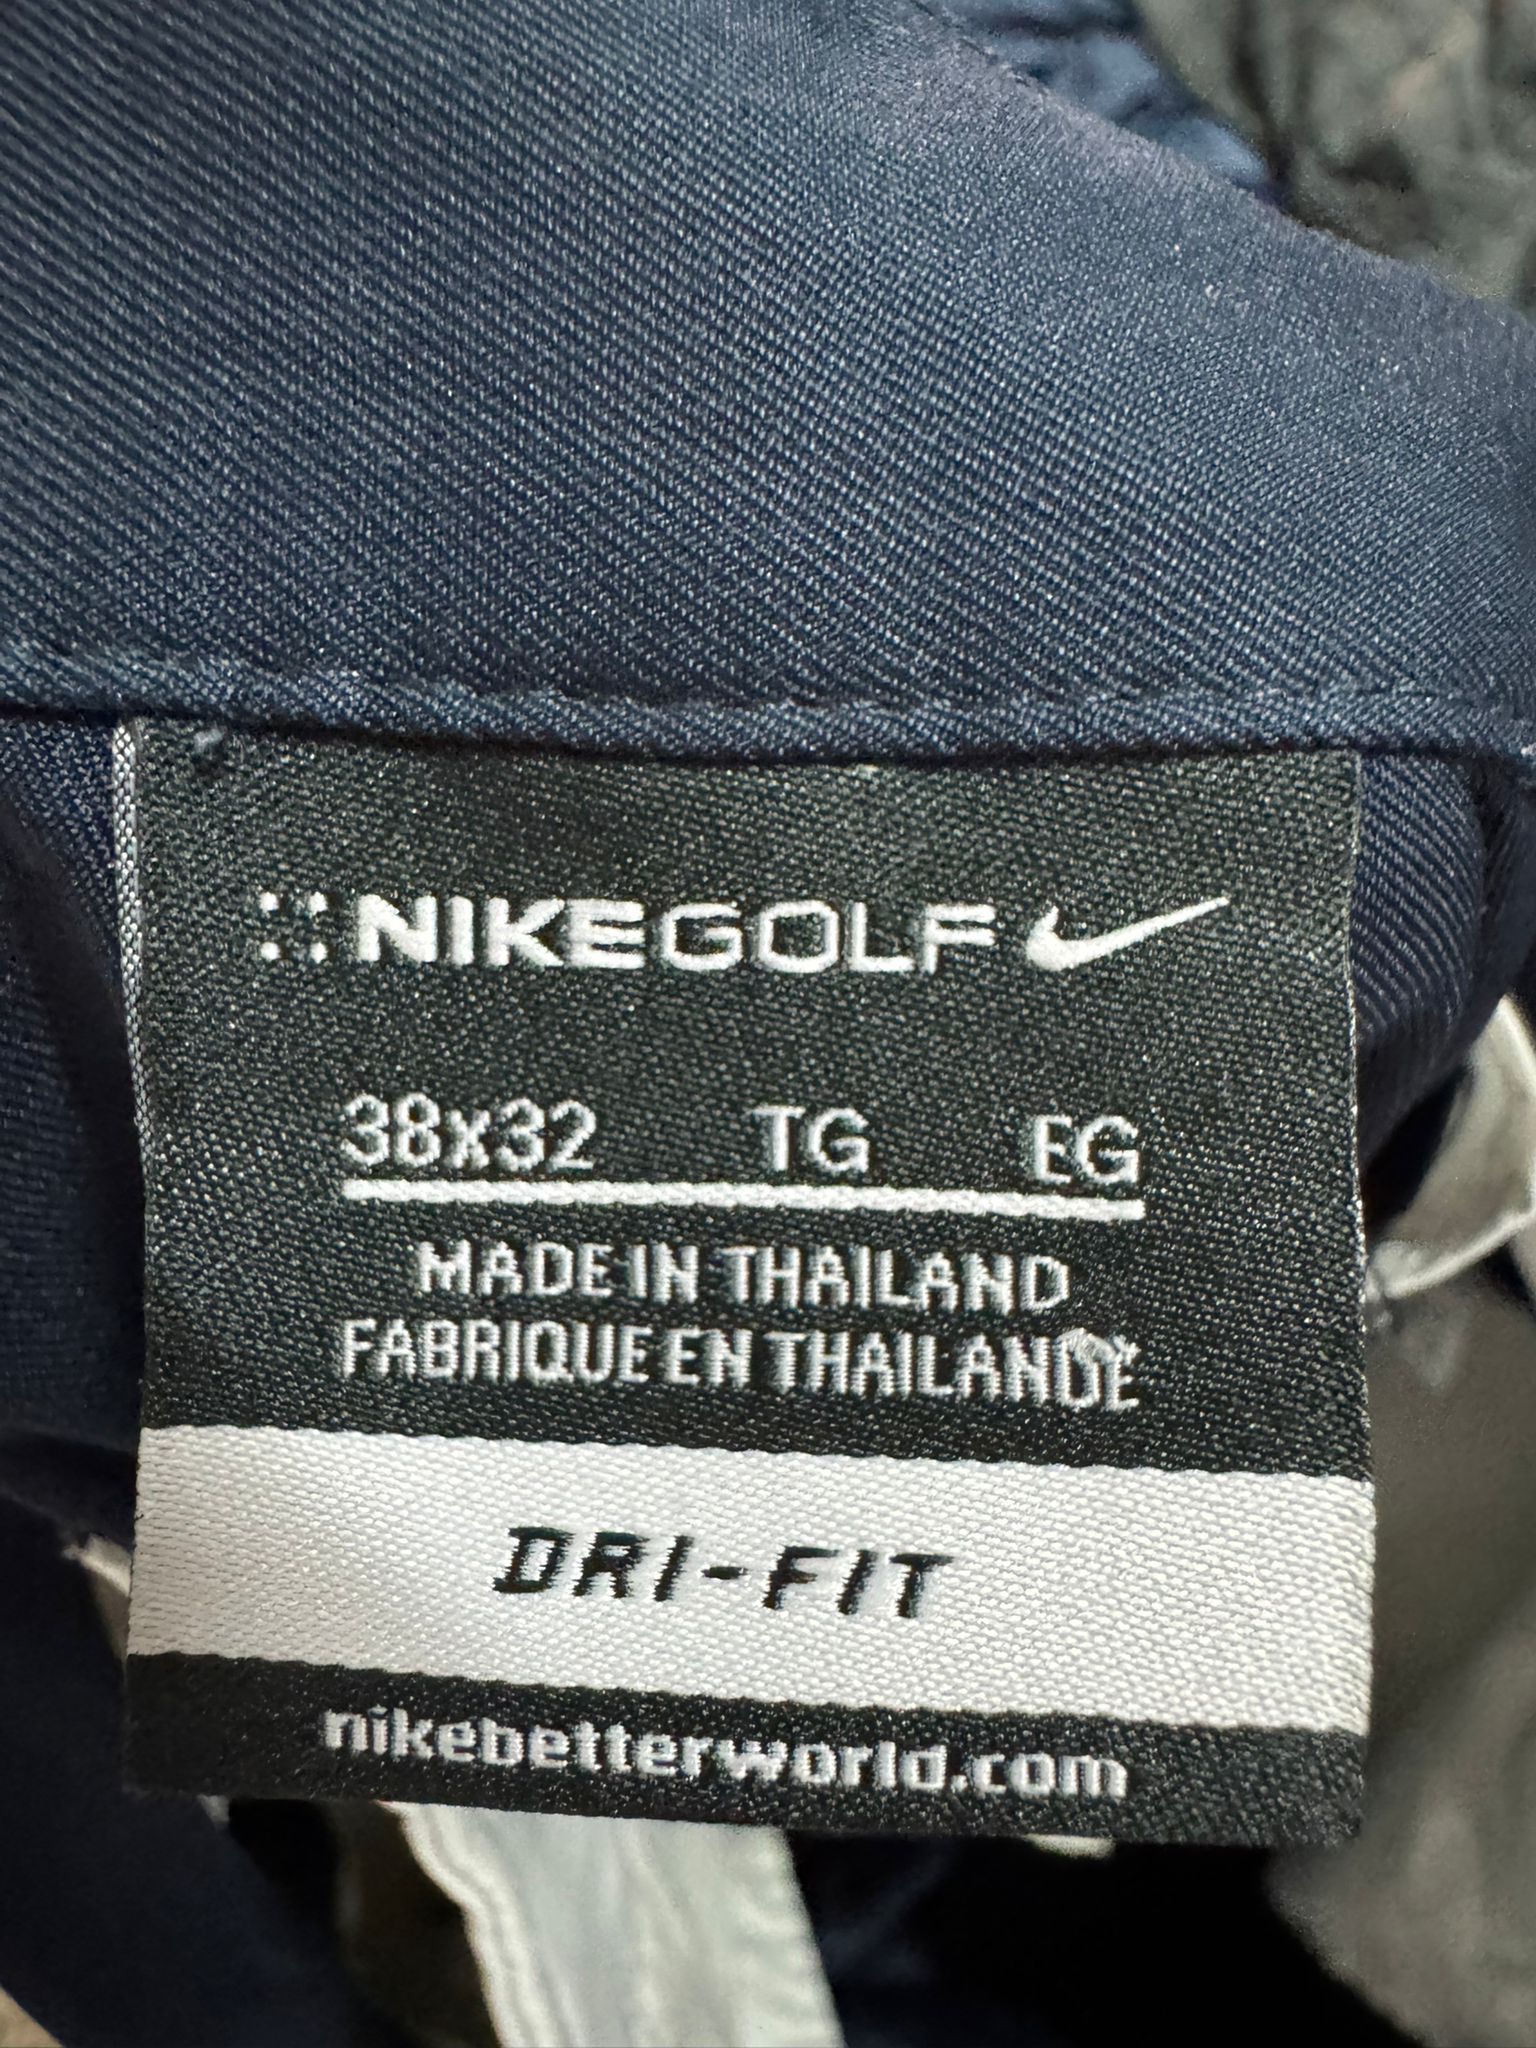 NIKEGOLF
38x32 TG EG
MADE IN THAILAND
FABRIQUE EN THAILANDE
DRI-FIT
nikebetterworld.com